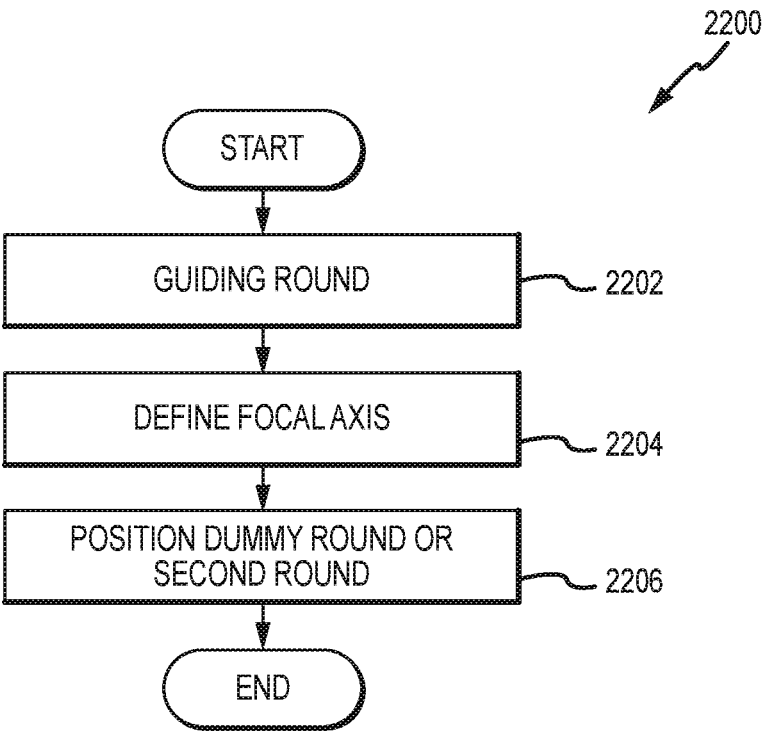 2200
START
GUIDING ROUND
2202
DEFINE FOCAL AXIS
2204
POSITION DUMMY ROUND OR
SECOND ROUND
2206
END